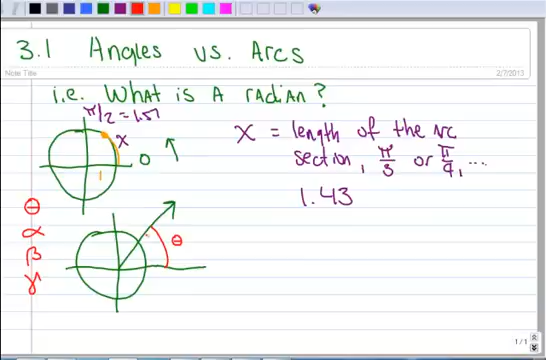 3.1 Angles vs. Arcs
Note Title
2/7/2013
i.e. What is a radian?
π/2 = 1.57
x
0
1
x = length of the arc
section, π/3 or π/4, ...
1.43
θ
α
β
γ
θ
1/1